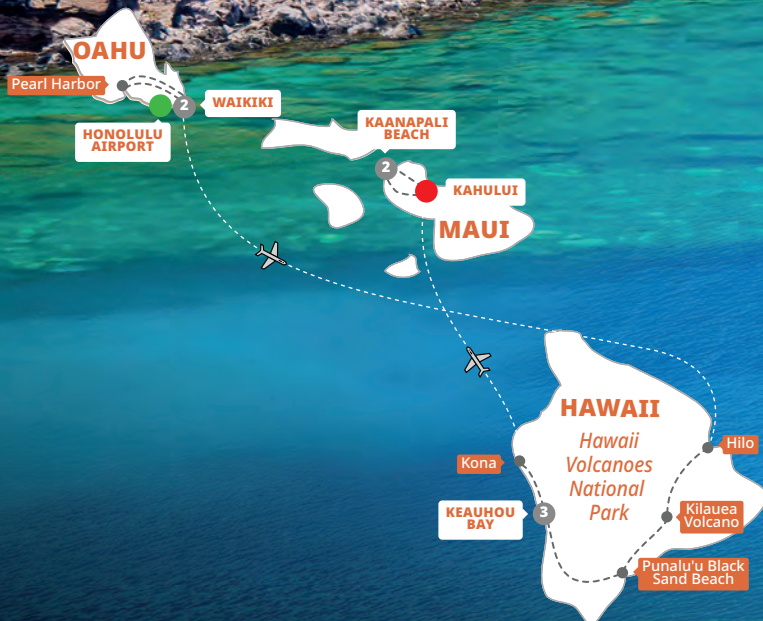 OAHU
Pearl Harbor
2
WAIKIKI
HONOLULU
AIRPORT
KAANAPALI
BEACH
2
KAHULUI
MAUI
HAWAII
Hawaii
Volcanoes
National
Park
Hilo
Kona
KEAUHOU
BAY
3
Kilauea
Volcano
Punalu'u Black
Sand Beach